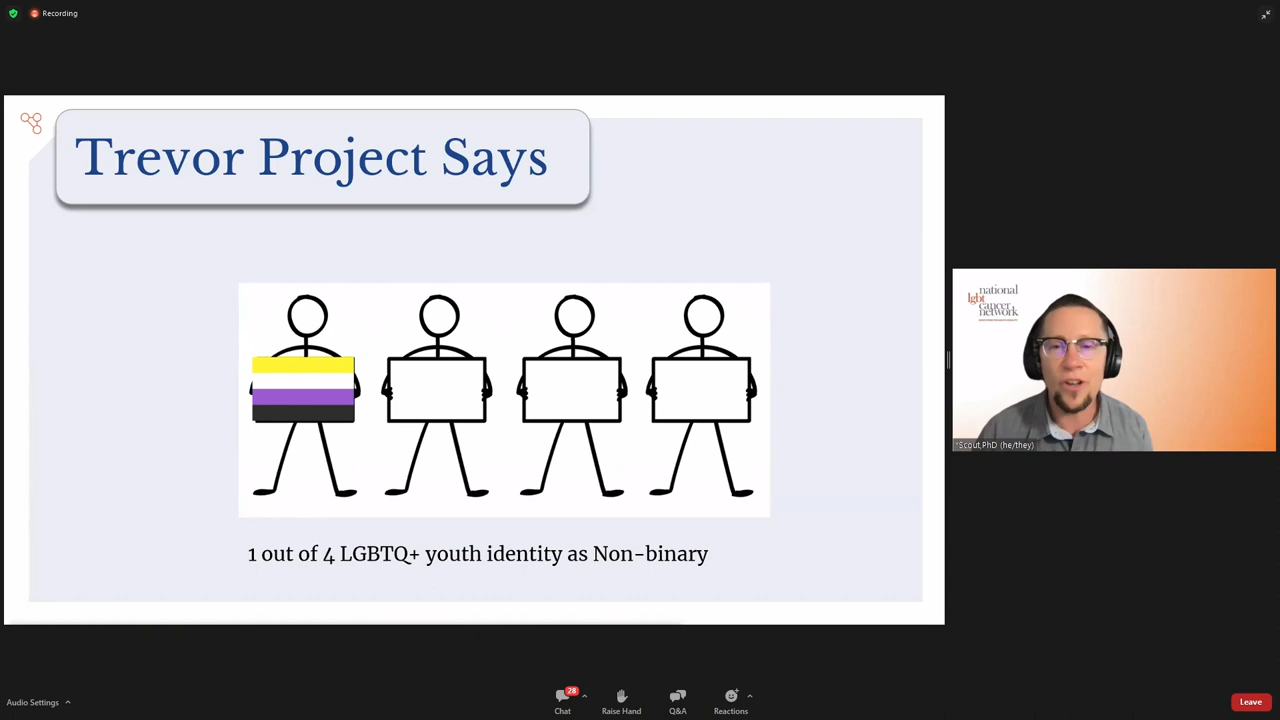 Recording
Trevor Project Says
1 out of 4 LGBTQ+ youth identity as Non-binary
national
lgbt
cancer
network
*Scout,PhD (he/they)
Audio Settings
28
Chat
Raise Hand
Q&A
Reactions
Leave